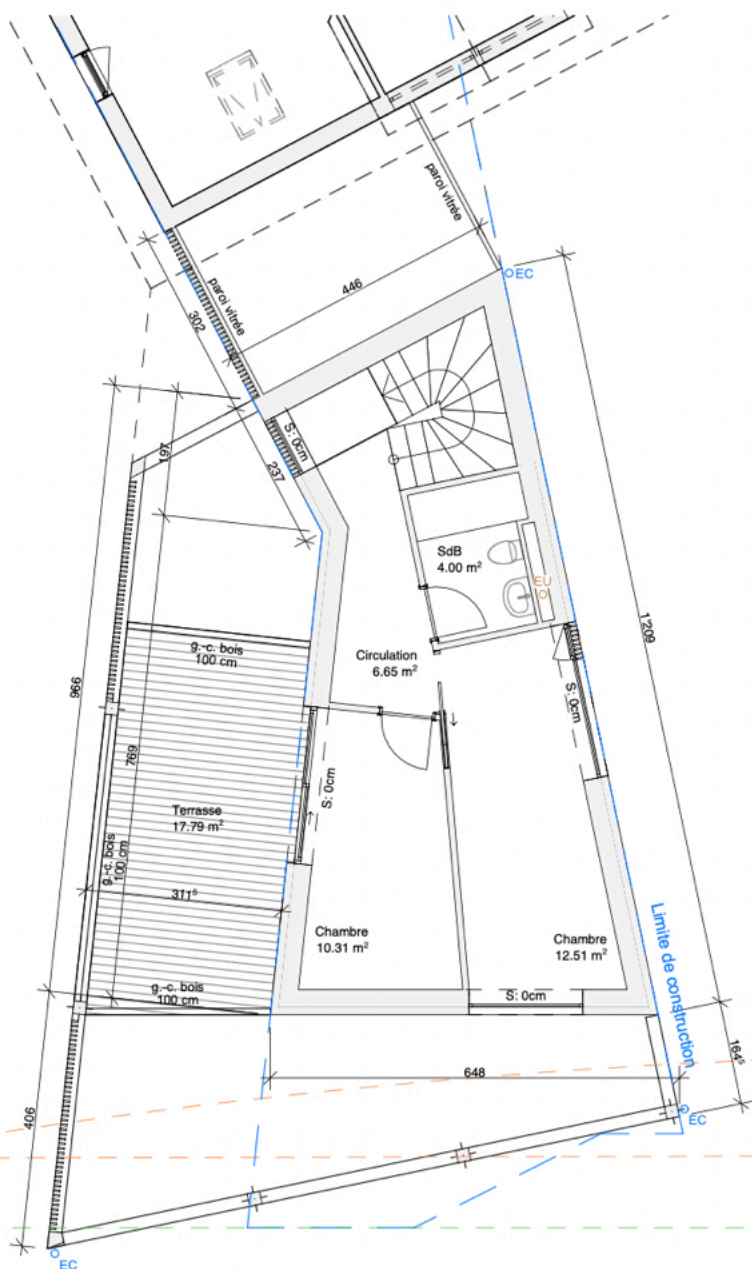 paroi vitrée
paroi vitrée
446
302
EC
S: 0cm
197
237
SdB
4.00 m²
EU
g.-c. bois
100 cm
Circulation
6.65 m²
1'209
S: 0cm
966
769
S: 0cm
Terrasse
17.79 m²
g.-c. bois
100 cm
311⁵
Chambre
10.31 m²
Chambre
12.51 m²
Limite de construction
g.-c. bois
100 cm
S: 0cm
164⁵
648
406
EC
EC